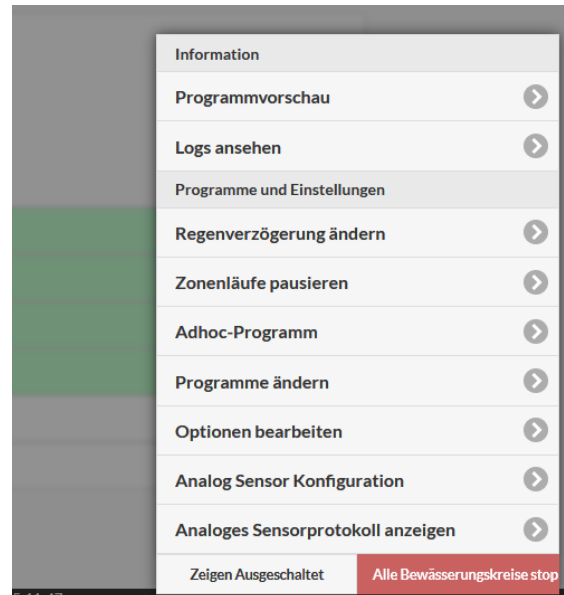 Information
Programmvorschau
Logs ansehen
Programme und Einstellungen
Regenverzögerung ändern
Zonenläufe pausieren
Adhoc-Programm
Programme ändern
Optionen bearbeiten
Analog Sensor Konfiguration
Analoges Sensorprotokoll anzeigen
Zeigen Ausgeschaltet
Alle Bewässerungskreise stop